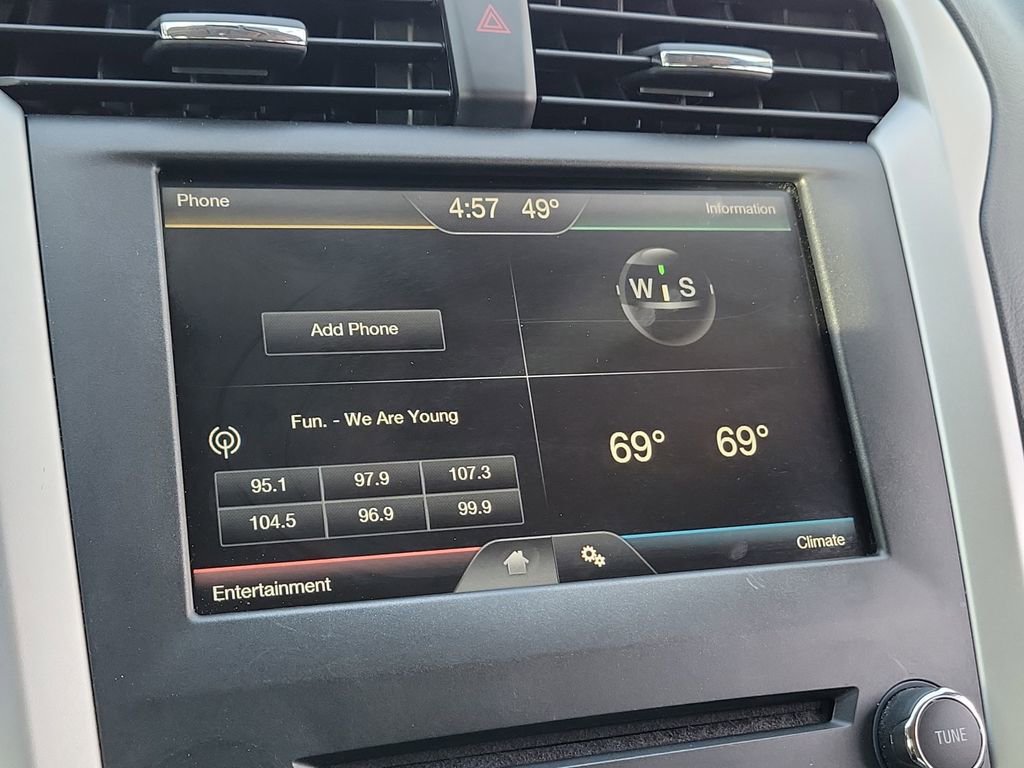 Phone
4:57 49°
Information
W S
Add Phone
Fun. - We Are Young
69° 69°
95.1 97.9 107.3
104.5 96.9 99.9
Entertainment
Climate
TUNE